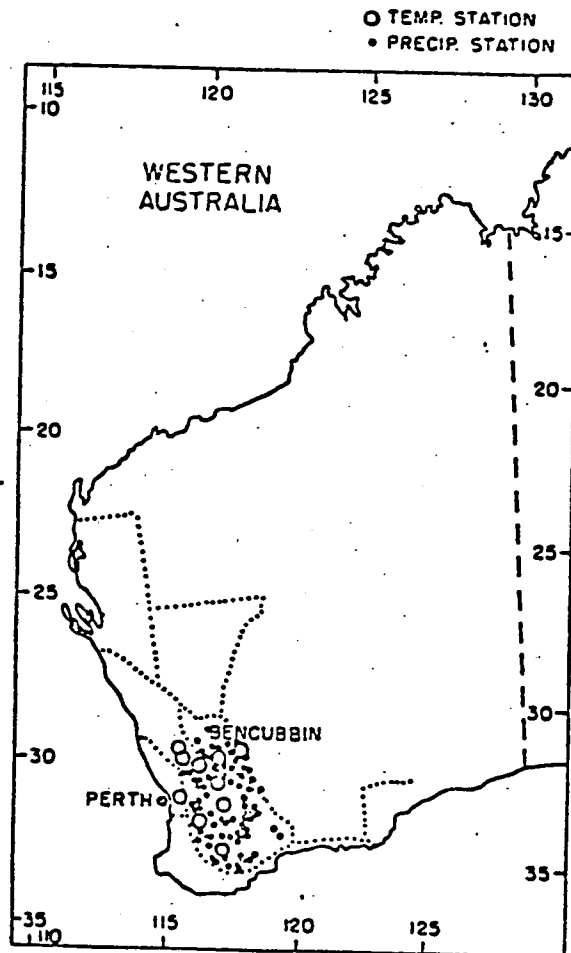 O TEMP. STATION
• PRECIP. STATION
115 120 125 130
10
WESTERN
AUSTRALIA
15
15
20
20
25
25
30
BENCUBBIN
30
PERTH
35
35
110 115 120 125